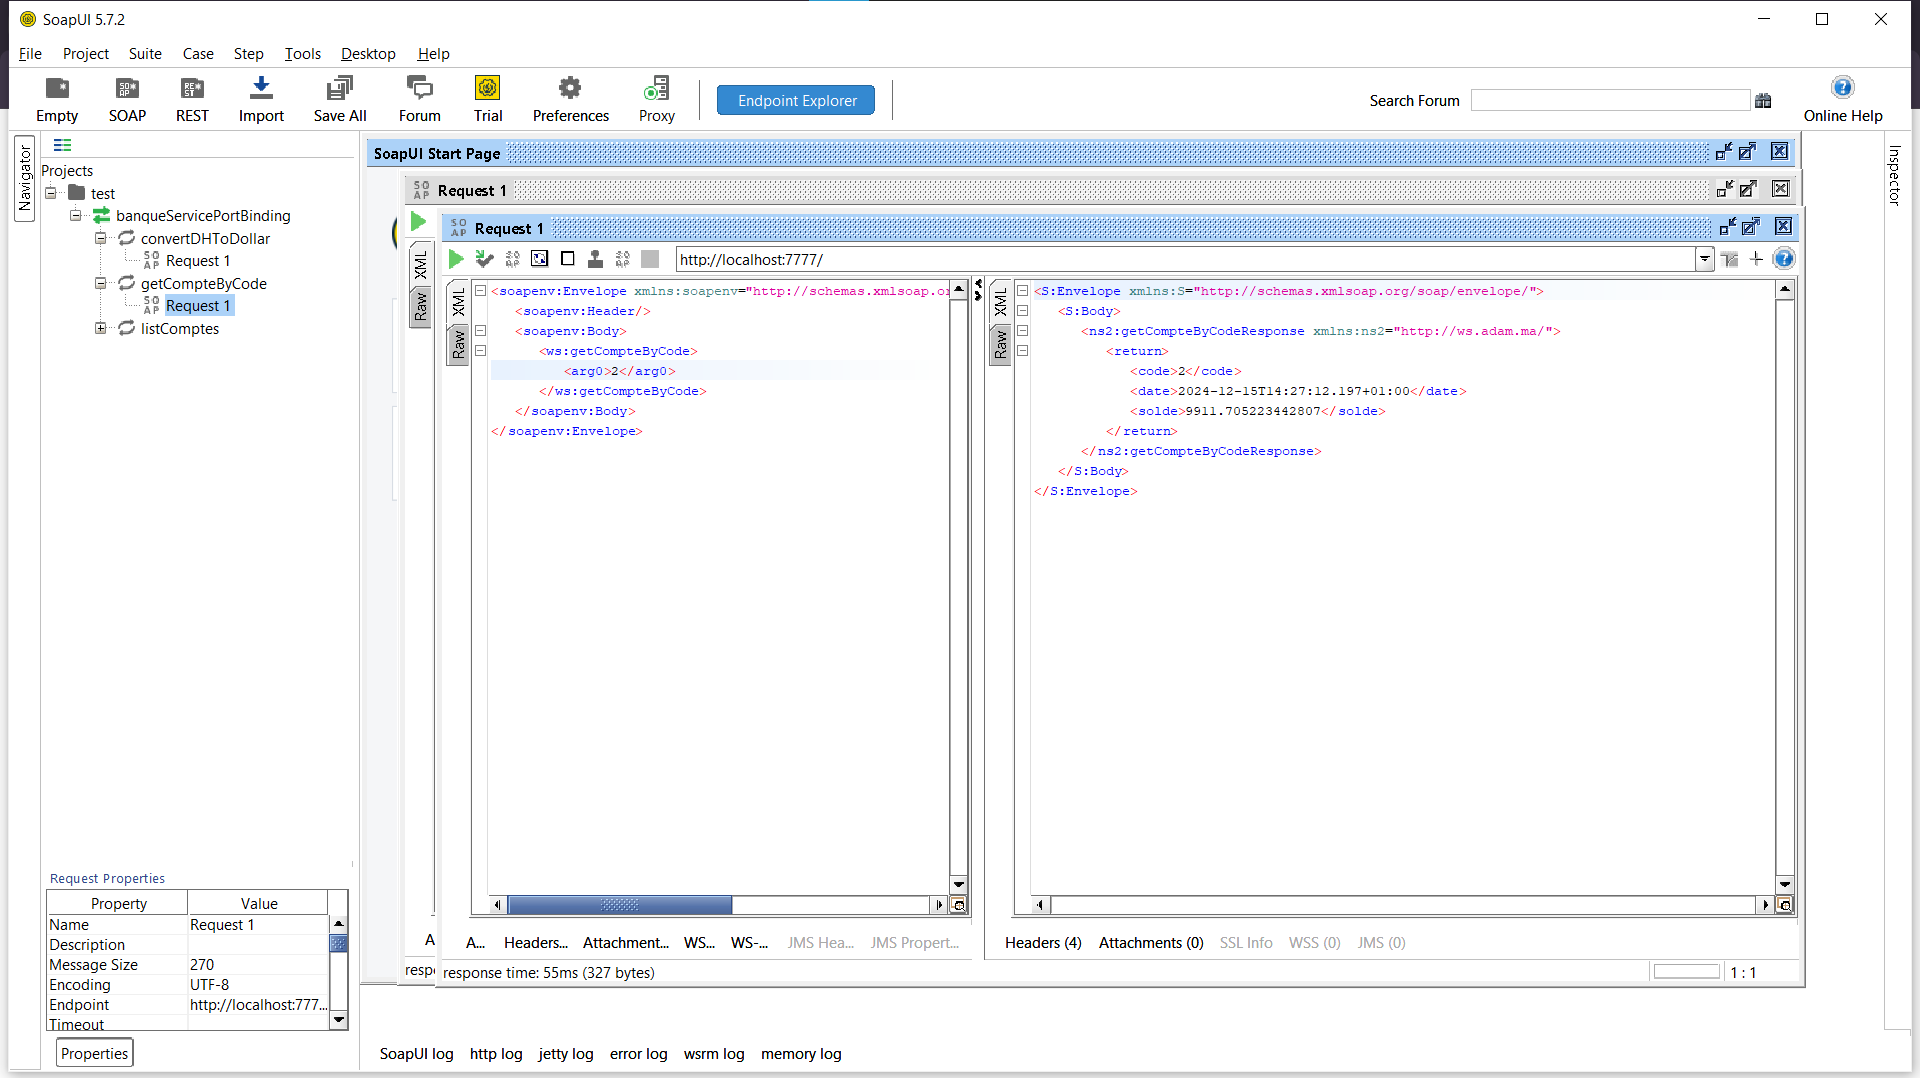 SoapUI 5.7.2
File Project Suite Case Step Tools Desktop Help
Empty SOAP REST Import Save All Forum Trial Preferences Proxy Endpoint Explorer Search Forum Online Help
Navigator
Projects
test
banqueServicePortBinding
convertDHToDollar
Request 1
getCompteByCode
Request 1
listComptes
Request Properties
Property Value
Name Request 1
Description
Message Size 270
Encoding UTF-8
Endpoint http://localhost:777...
Timeout
Properties
SoapUI Start Page
Request 1
XML
Raw
Request 1
http://localhost:7777/
XML
Raw
<soapenv:Envelope xmlns:soapenv="http://schemas.xmlsoap.or
<soapenv:Header/>
<soapenv:Body>
<ws:getCompteByCode>
<arg0>2</arg0>
</ws:getCompteByCode>
</soapenv:Body>
</soapenv:Envelope>
XML
Raw
<S:Envelope xmlns:S="http://schemas.xmlsoap.org/soap/envelope/">
<S:Body>
<ns2:getCompteByCodeResponse xmlns:ns2="http://ws.adam.ma/">
<return>
<code>2</code>
<date>2024-12-15T14:27:12.197+01:00</date>
<solde>9911.705223442807</solde>
</return>
</ns2:getCompteByCodeResponse>
</S:Body>
</S:Envelope>
A
A... Headers... Attachment... WS... WS-... JMS Hea... JMS Propert...
Headers (4) Attachments (0) SSL Info WSS (0) JMS (0)
resp
response time: 55ms (327 bytes)
1 : 1
SoapUI log http log jetty log error log wsrm log memory log
Inspector